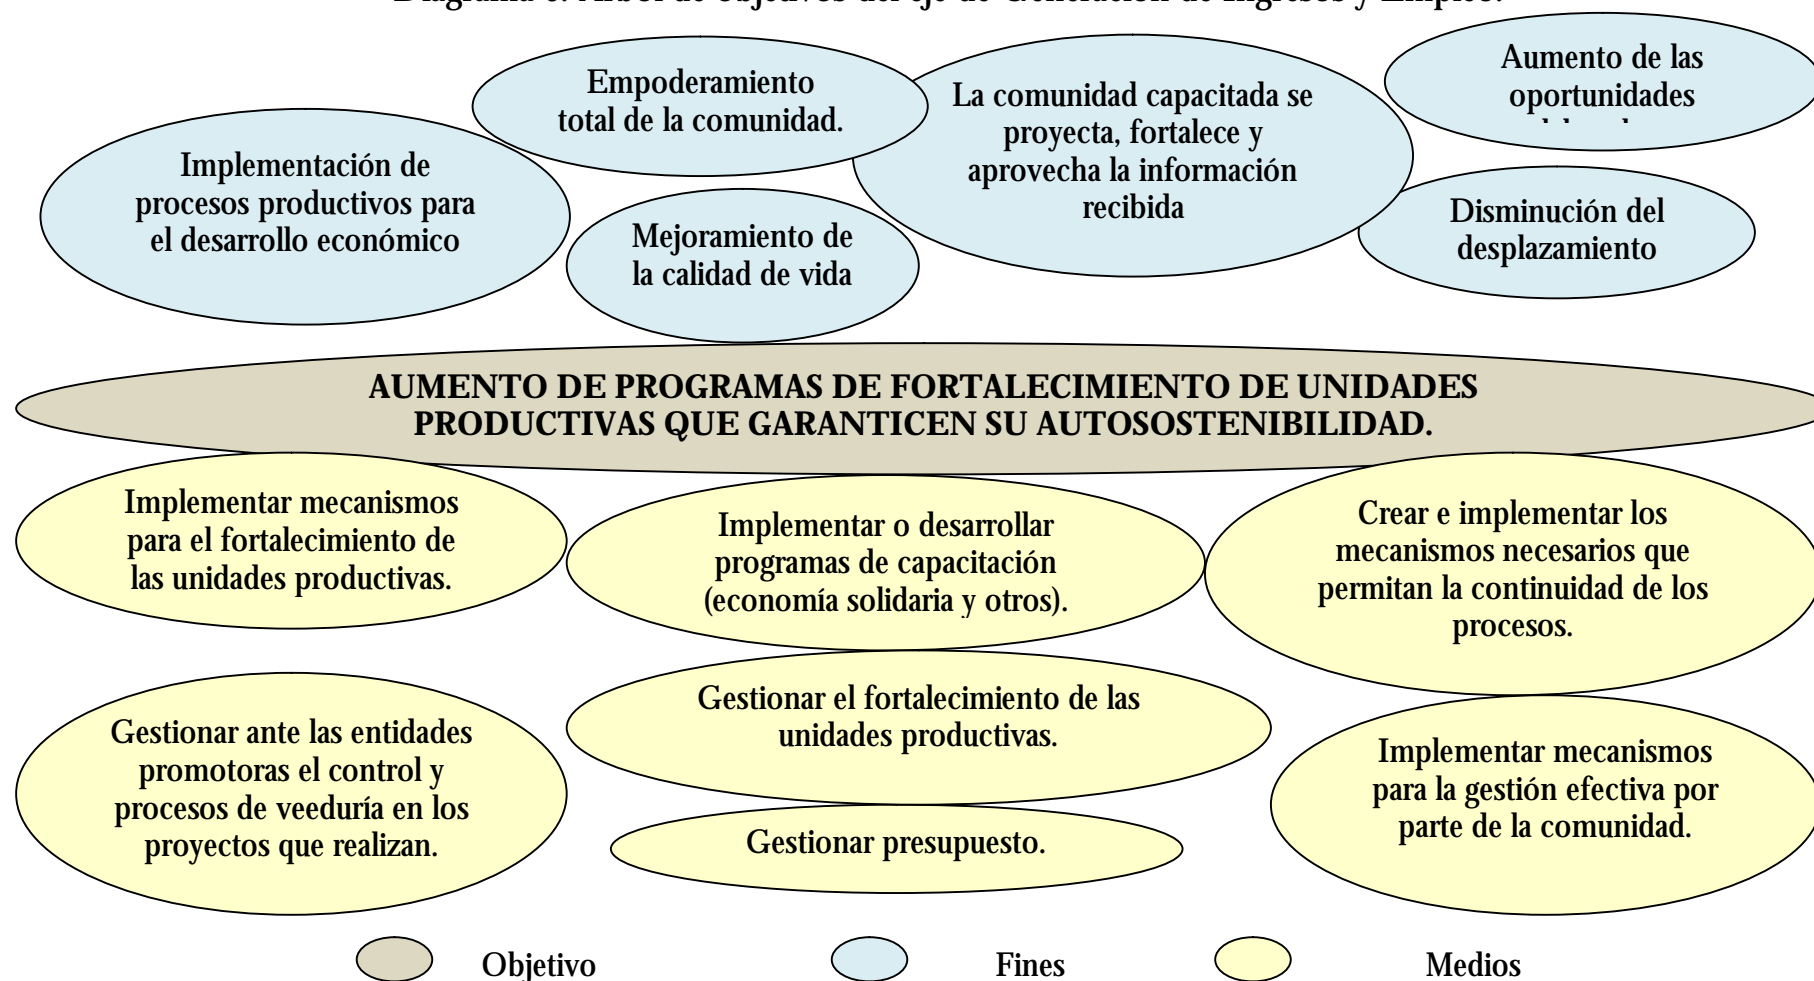 Empoderamiento
total de la comunidad.
La comunidad capacitada se
proyecta, fortalece y
aprovecha la información
recibida
Aumento de las
oportunidades
Implementación de
procesos productivos para
el desarrollo económico
Mejoramiento de
la calidad de vida
Disminución del
desplazamiento
AUMENTO DE PROGRAMAS DE FORTALECIMIENTO DE UNIDADES
PRODUCTIVAS QUE GARANTICEN SU AUTOSOSTENIBILIDAD.
Implementar mecanismos
para el fortalecimiento de
las unidades productivas.
Implementar o desarrollar
programas de capacitación
(economía solidaria y otros).
Crear e implementar los
mecanismos necesarios que
permitan la continuidad de los
procesos.
Gestionar ante las entidades
promotoras el control y
procesos de veeduría en los
proyectos que realizan.
Gestionar el fortalecimiento de las
unidades productivas.
Gestionar presupuesto.
Implementar mecanismos
para la gestión efectiva por
parte de la comunidad.
Objetivo
Fines
Medios